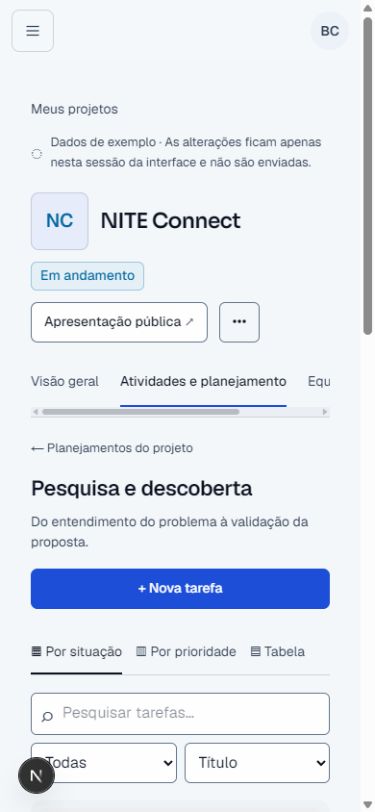 BC
Meus projetos
Dados de exemplo · As alterações ficam apenas
nesta sessão da interface e não são enviadas.
NC NITE Connect
Em andamento
Apresentação pública ↗ •••
Visão geral Atividades e planejamento Equ
← Planejamentos do projeto
Pesquisa e descoberta
Do entendimento do problema à validação da
proposta.
+ Nova tarefa
Por situação Por prioridade Tabela
Pesquisar tarefas...
Todas Título
N